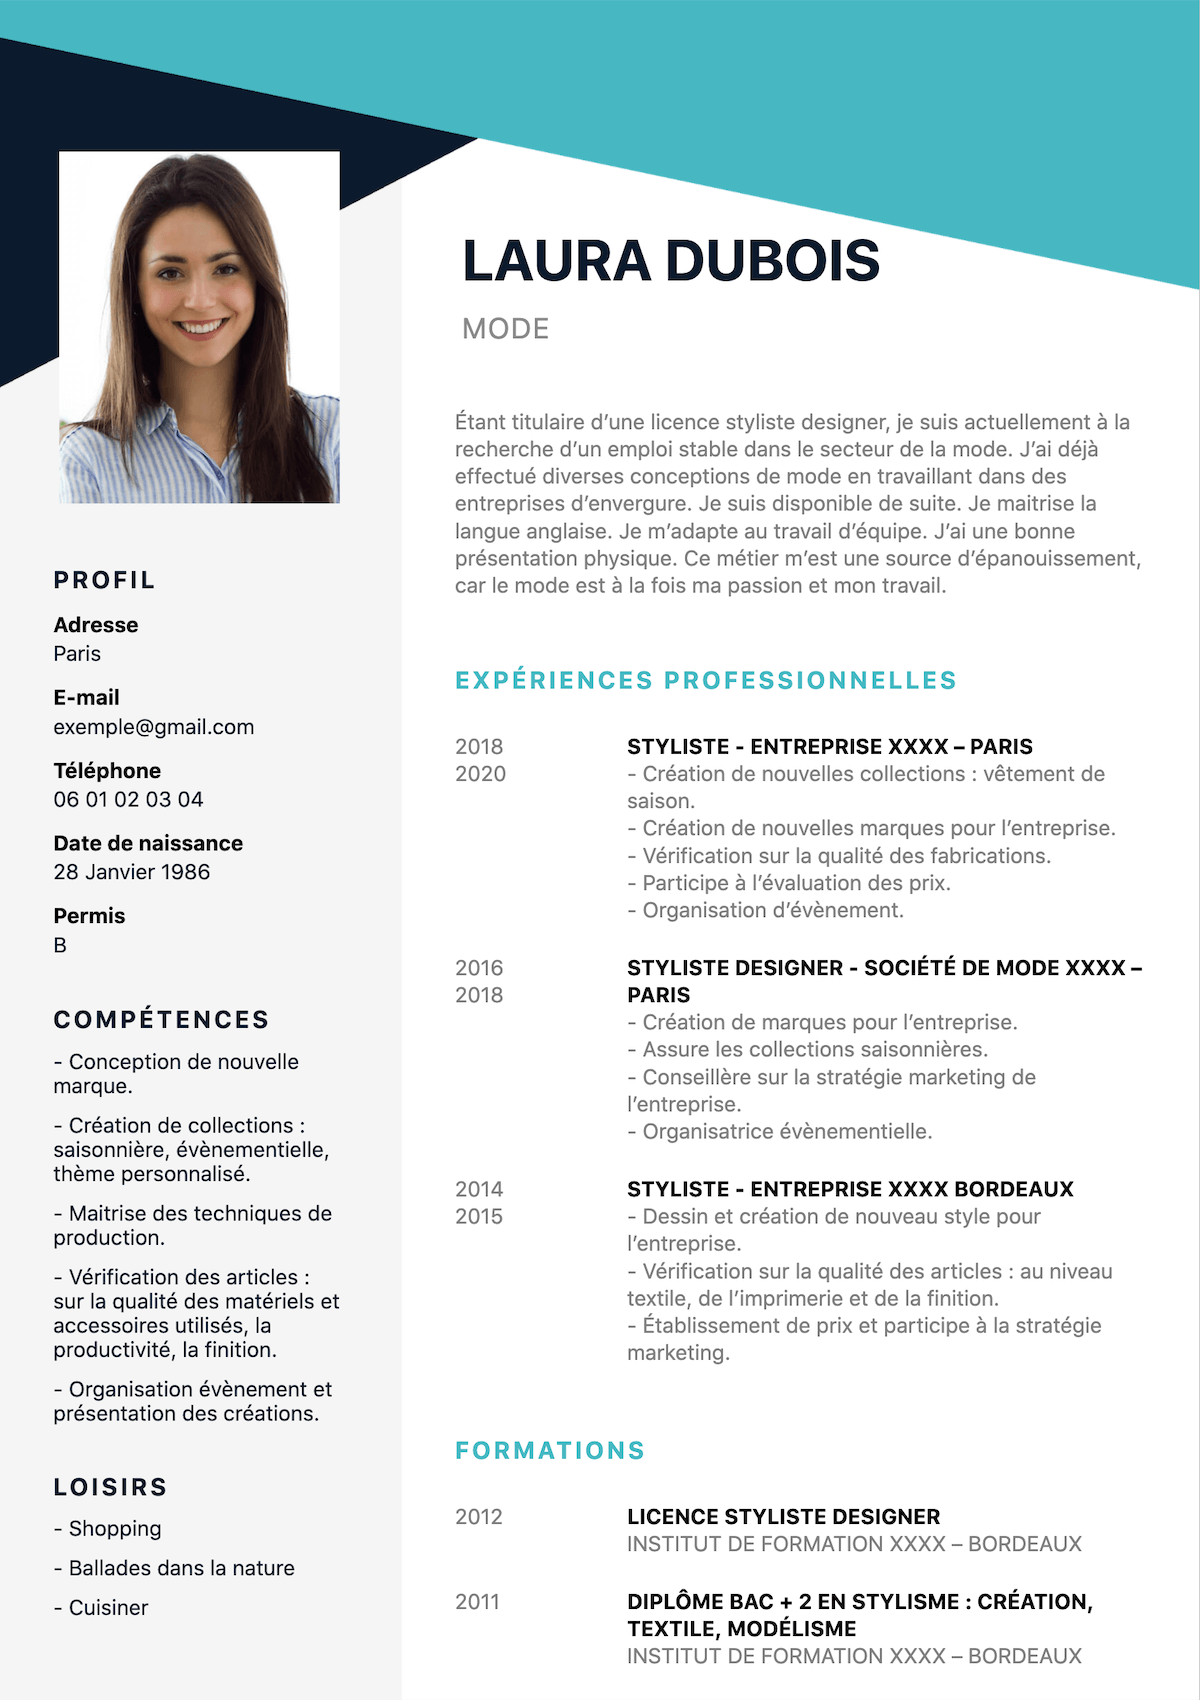 LAURA DUBOIS
MODE
Étant titulaire d’une licence styliste designer, je suis actuellement à la
recherche d’un emploi stable dans le secteur de la mode. J’ai déjà
effectué diverses conceptions de mode en travaillant dans des
entreprises d’envergure. Je suis disponible de suite. Je maitrise la
langue anglaise. Je m’adapte au travail d’équipe. J’ai une bonne
présentation physique. Ce métier m’est une source d’épanouissement,
car le mode est à la fois ma passion et mon travail.
PROFIL
Adresse
Paris
E-mail
exemple@gmail.com
Téléphone
06 01 02 03 04
Date de naissance
28 Janvier 1986
Permis
B
COMPÉTENCES
- Conception de nouvelle
marque.
- Création de collections :
saisonnière, évènementielle,
thème personnalisé.
- Maitrise des techniques de
production.
- Vérification des articles :
sur la qualité des matériels et
accessoires utilisés, la
productivité, la finition.
- Organisation évènement et
présentation des créations.
LOISIRS
- Shopping
- Ballades dans la nature
- Cuisiner
EXPÉRIENCES PROFESSIONNELLES
2018
2020
STYLISTE - ENTREPRISE XXXX – PARIS
- Création de nouvelles collections : vêtement de
saison.
- Création de nouvelles marques pour l’entreprise.
- Vérification sur la qualité des fabrications.
- Participe à l’évaluation des prix.
- Organisation d’évènement.
2016
2018
STYLISTE DESIGNER - SOCIÉTÉ DE MODE XXXX –
PARIS
- Création de marques pour l’entreprise.
- Assure les collections saisonnières.
- Conseillère sur la stratégie marketing de
l’entreprise.
- Organisatrice évènementielle.
2014
2015
STYLISTE - ENTREPRISE XXXX BORDEAUX
- Dessin et création de nouveau style pour
l’entreprise.
- Vérification sur la qualité des articles : au niveau
textile, de l’imprimerie et de la finition.
- Établissement de prix et participe à la stratégie
marketing.
FORMATIONS
2012
LICENCE STYLISTE DESIGNER
INSTITUT DE FORMATION XXXX – BORDEAUX
2011
DIPLÔME BAC + 2 EN STYLISME : CRÉATION,
TEXTILE, MODÉLISME
INSTITUT DE FORMATION XXXX – BORDEAUX